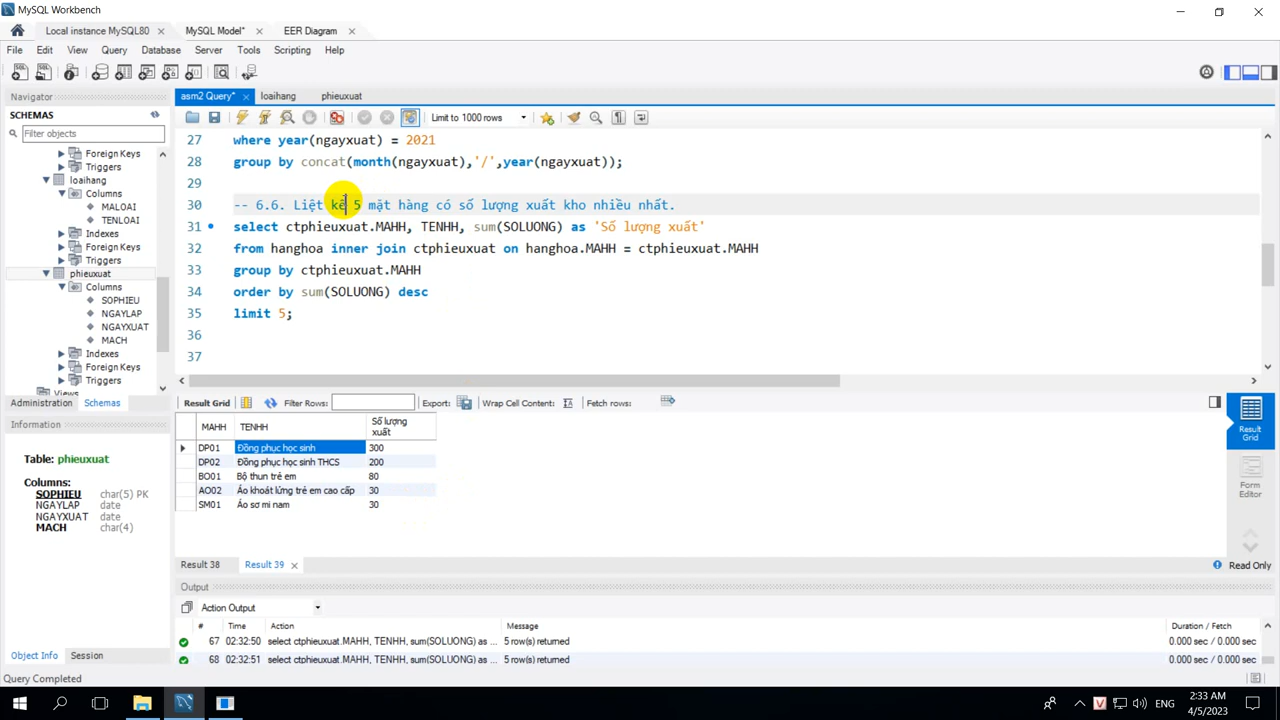 MySQL Workbench
Local instance MySQL80
MySQL Model*
EER Diagram
File Edit View Query Database Server Tools Scripting Help
Navigator
SCHEMAS
Filter objects
Foreign Keys
Triggers
loaihang
Columns
MALOAI
TENLOAI
Indexes
Foreign Keys
Triggers
phieuxuat
Columns
SOPHIEU
NGAYLAP
NGAYXUAT
MACH
Indexes
Foreign Keys
Triggers
Views
Administration Schemas
Information
Table: phieuxuat
Columns:
SOPHIEU char(5) PK
NGAYLAP date
NGAYXUAT date
MACH char(4)
Object Info Session
asm2 Query* loaihang phieuxuat
Limit to 1000 rows
27 where year(ngayxuat) = 2021
28 group by concat(month(ngayxuat),'/',year(ngayxuat));
29
30 -- 6.6. Liệt kê 5 mặt hàng có số lượng xuất kho nhiều nhất.
31 select ctphieuxuat.MAHH, TENHH, sum(SOLUONG) as 'Số lượng xuất'
32 from hanghoa inner join ctphieuxuat on hanghoa.MAHH = ctphieuxuat.MAHH
33 group by ctphieuxuat.MAHH
34 order by sum(SOLUONG) desc
35 limit 5;
36
37
Result Grid Filter Rows: Export: Wrap Cell Content: Fetch rows:
MAHH TENHH Số lượng xuất
DP01 Đồng phục học sinh 300
DP02 Đồng phục học sinh THCS 200
BO01 Bộ thun trẻ em 80
AO02 Áo khoát lửng trẻ em cao cấp 30
SM01 Áo sơ mi nam 30
Result Grid
Form Editor
Result 38 Result 39 Read Only
Output
Action Output
# Time Action Message Duration / Fetch
67 02:32:50 select ctphieuxuat.MAHH, TENHH, sum(SOLUONG) as ... 5 row(s) returned 0.000 sec / 0.000 sec
68 02:32:51 select ctphieuxuat.MAHH, TENHH, sum(SOLUONG) as ... 5 row(s) returned 0.000 sec / 0.000 sec
Query Completed
ENG
2:33 AM
4/5/2023